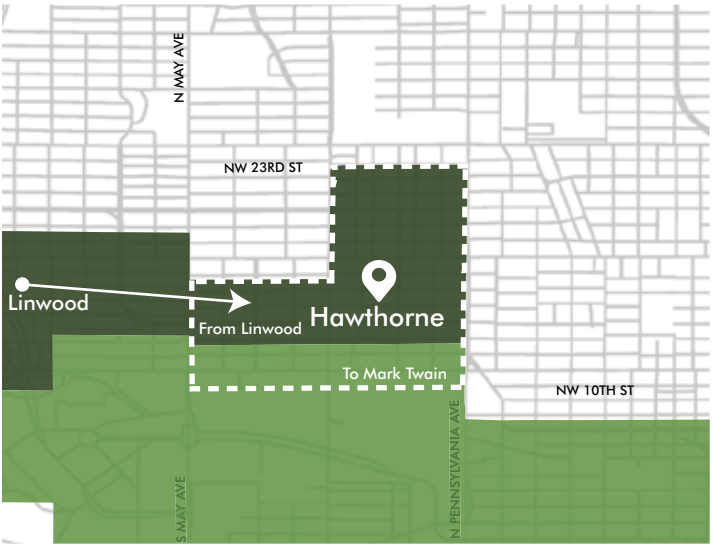 N MAY AVE
NW 23RD ST
Linwood
From Linwood
Hawthorne
To Mark Twain
NW 10TH ST
N PENNSYLVANIA AVE
S MAY AVE